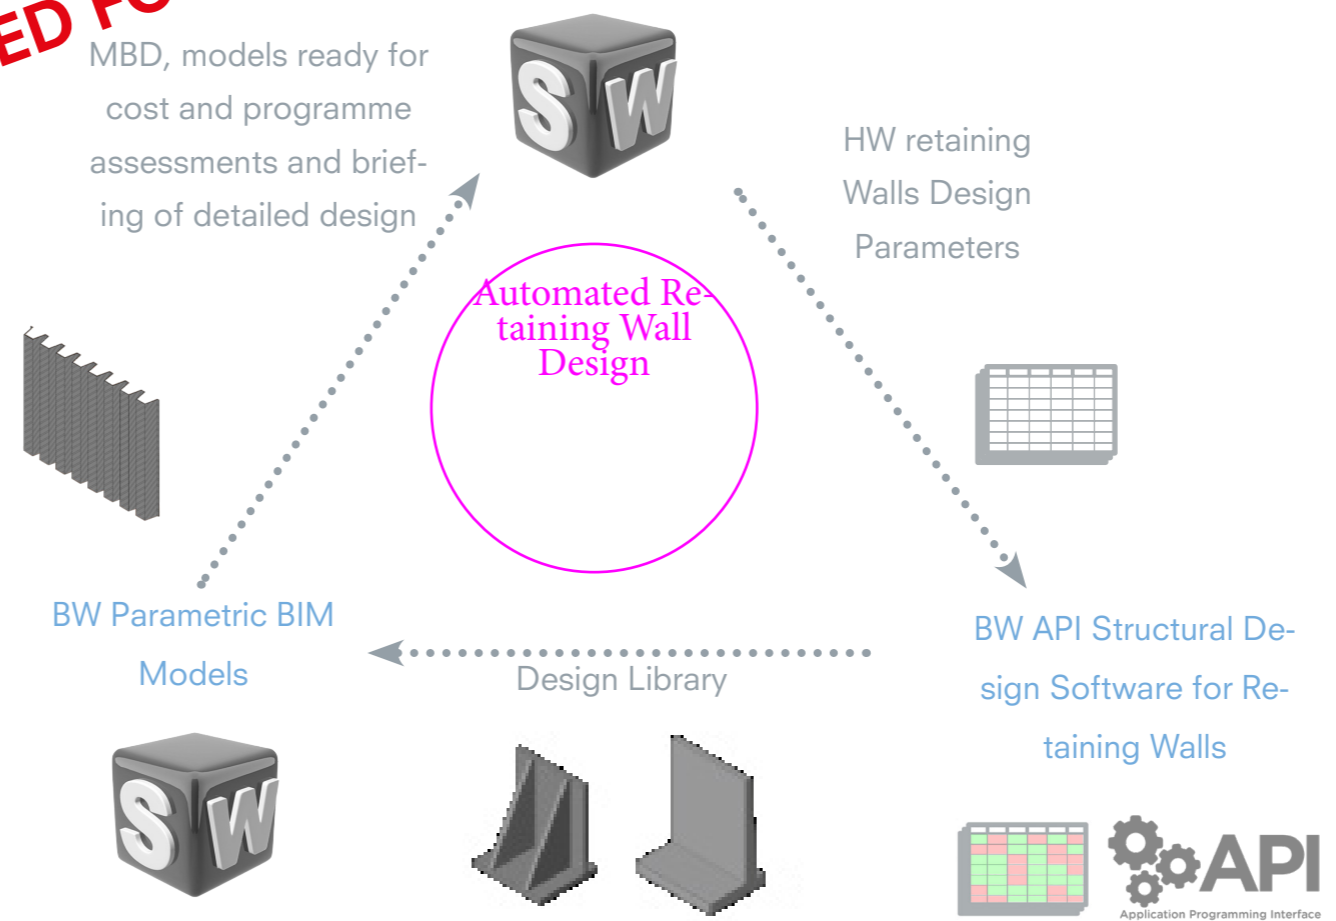 ED FO
MBD, models ready for
cost and programme
assessments and brief-
ing of detailed design
SW
HW retaining
Walls Design
Parameters
Automated Re-
taining Wall
Design
BW Parametric BIM
Models
Design Library
BW API Structural De-
sign Software for Re-
taining Walls
SW
API
Application Programming Interface